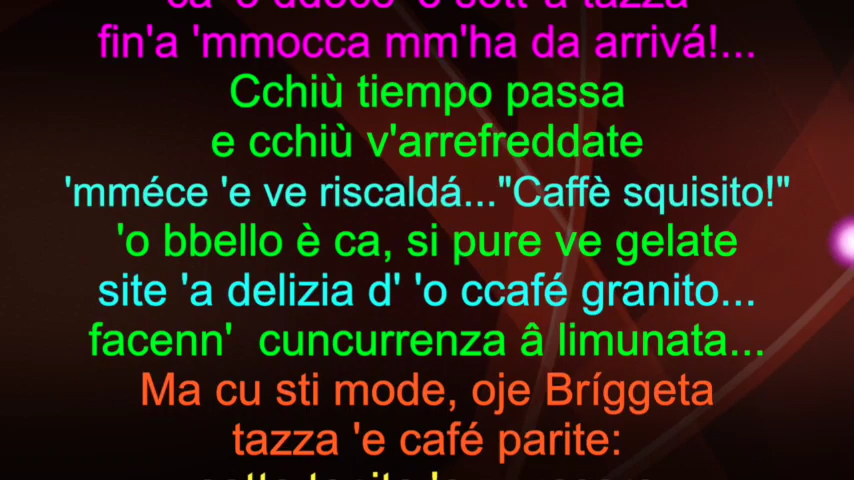 fin'a 'mmocca mm'ha da arrivá!...
Cchiù tiempo passa
e cchiù v'arrefreddate
'mméce 'e ve riscaldá..."Caffè squisito!"
'o bbello è ca, si pure ve gelate
site 'a delizia d' 'o ccafé granito...
facenn'  cuncurrenza â limunata...
Ma cu sti mode, oje Bríggeta
tazza 'e café parite: